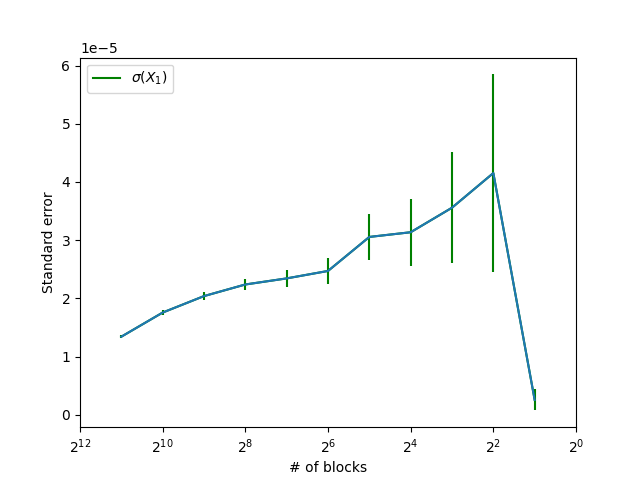 1e−5
σ(X₁)
6
5
4
3
2
1
0
Standard error
2¹² 2¹⁰ 2⁸ 2⁶ 2⁴ 2² 2⁰
# of blocks